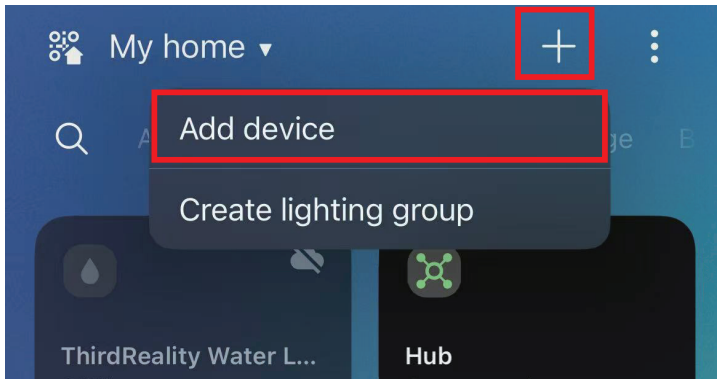 My home ▾
Add device
Create lighting group
ThirdReality Water L...
Hub